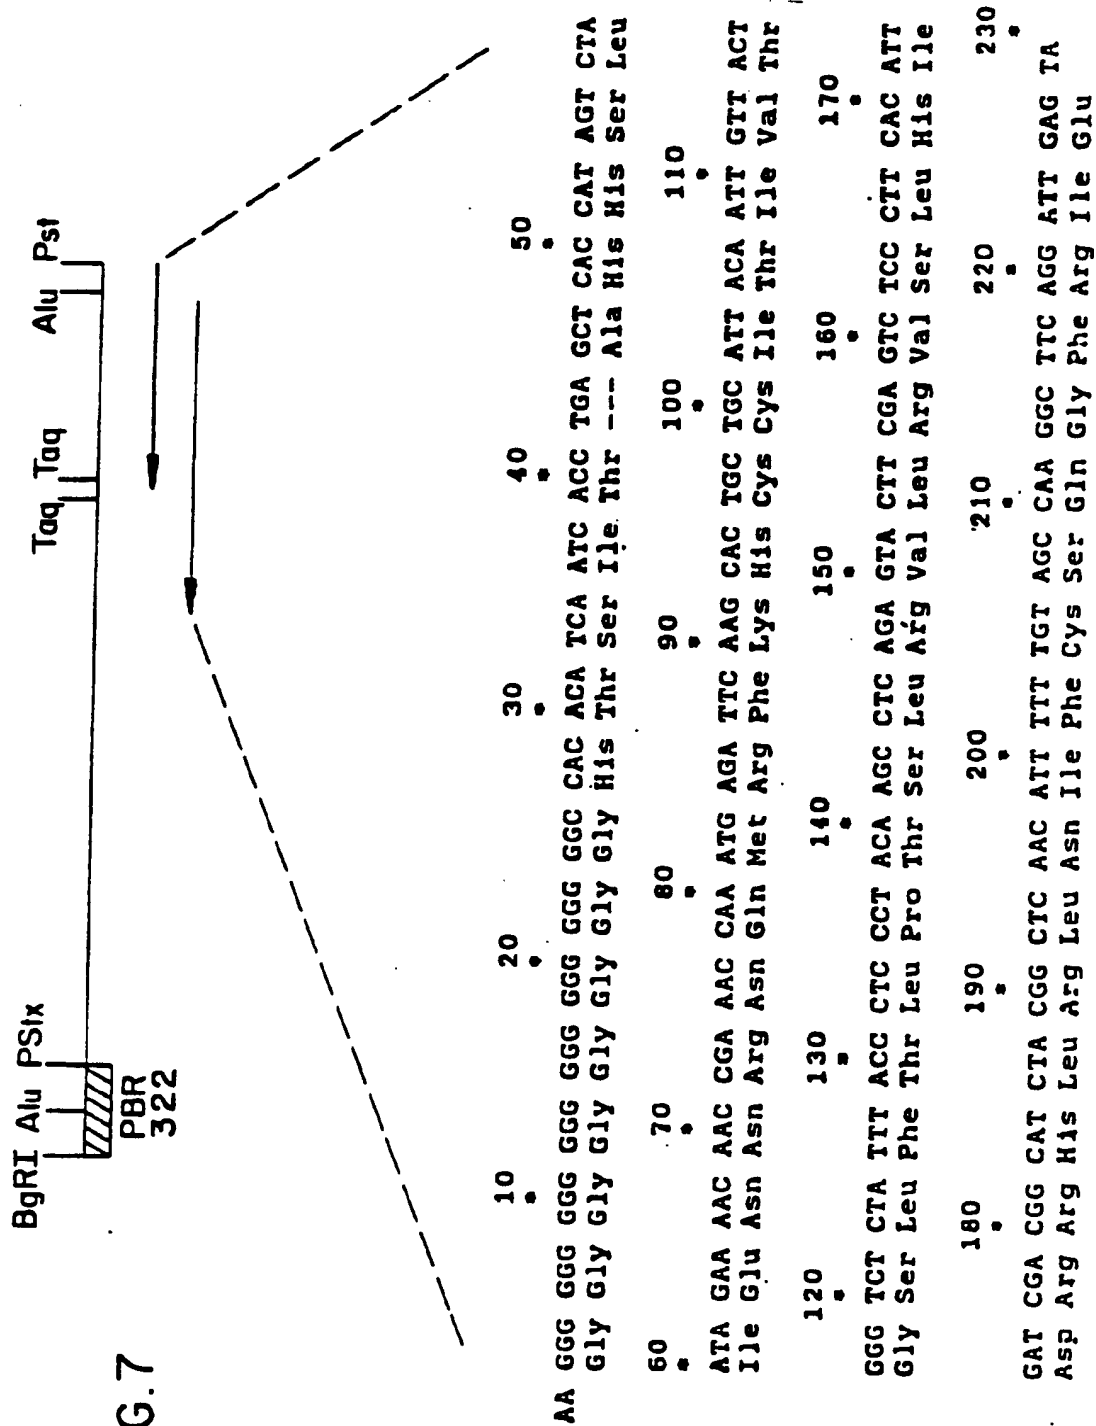 G.7
BgRI Alu PStx Taq Taq Alu Pst
PBR
322
10 20 30 40 50
AA GGG GGG GGG GGG GGG GGG GGG GGC CAC ACA TCA ATC ACC TGA GCT CAC CAT AGT CTA
Gly Gly Gly Gly Gly Gly Gly Gly His Thr Ser Ile Thr --- Ala His His Ser Leu
60 70 80 90 100 110
ATA GAA AAC AAC CGA AAC CAA ATG AGA TTC AAG CAC TGC TGC ATT ACA ATT GTT ACT
Ile Glu Asn Asn Arg Asn Gln Met Arg Phe Lys His Cys Cys Ile Thr Ile Val Thr
120 130 140 150 160 170
GGG TCT CTA TTT ACC CTC CCT ACA AGC CTC AGA GTA CTT CGA GTC TCC CTT CAC ATT
Gly Ser Leu Phe Thr Leu Pro Thr Ser Leu Arg Val Leu Arg Val Ser Leu His Ile
180 190 200 210 220 230
GAT CGA CGG CAT CTA CGG CTC AAC ATT TTT TGT AGC CAA GGC TTC AGG ATT GAG TA
Asp Arg Arg His Leu Arg Leu Asn Ile Phe Cys Ser Gln Gly Phe Arg Ile Glu